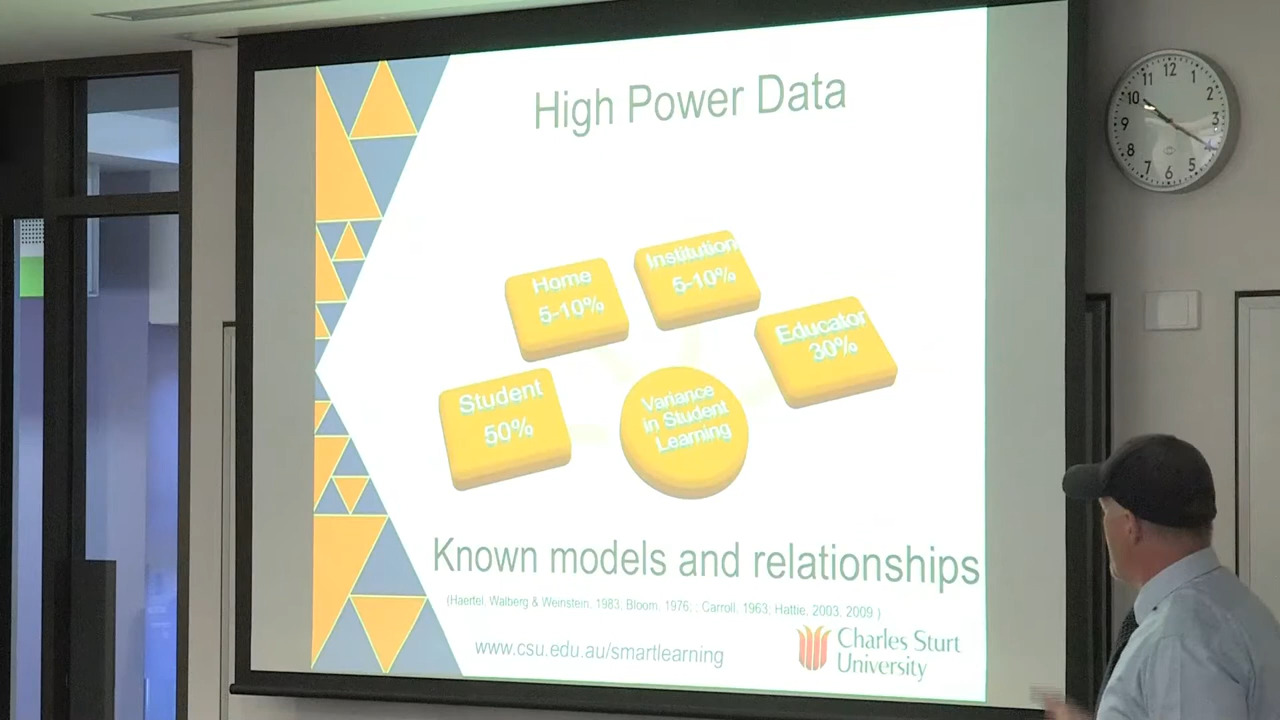 High Power Data
Home
5-10%
Institution
5-10%
Educator
30%
Student
50%
Variance
in Student
Learning
Known models and relationships
(Haertel, Walberg & Weinstein, 1983, Bloom, 1976, ; Carroll, 1963; Hattie, 2003, 2009 )
www.csu.edu.au/smartlearning
Charles Sturt
University
12
1
2
3
4
5
6
7
8
9
10
11